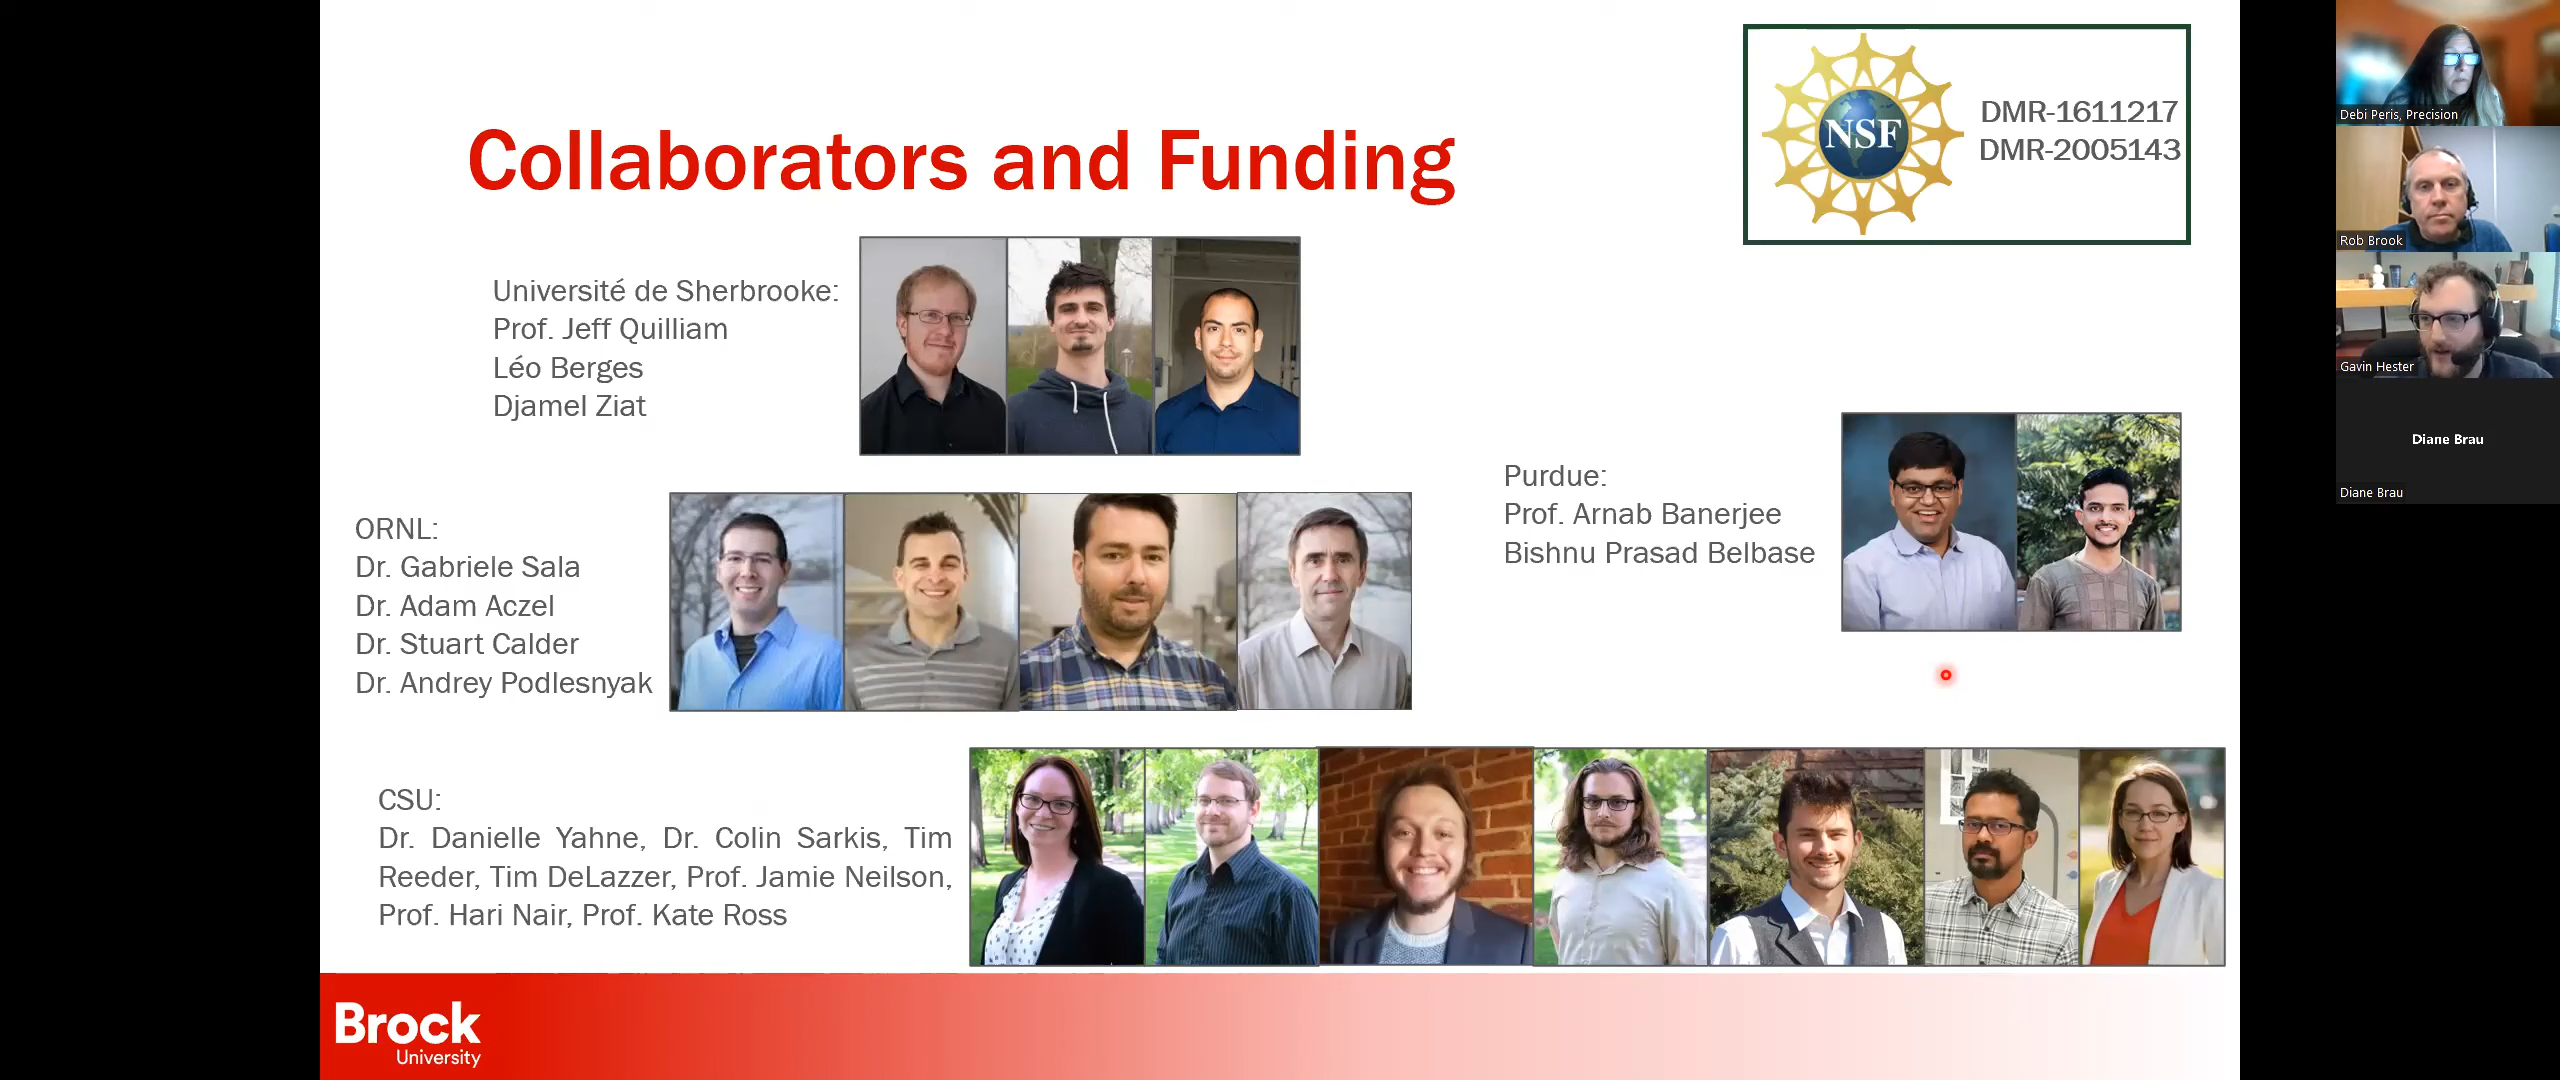 Collaborators and Funding
NSF
DMR-1611217
DMR-2005143
Université de Sherbrooke:
Prof. Jeff Quilliam
Léo Berges
Djamel Ziat
ORNL:
Dr. Gabriele Sala
Dr. Adam Aczel
Dr. Stuart Calder
Dr. Andrey Podlesnyak
Purdue:
Prof. Arnab Banerjee
Bishnu Prasad Belbase
CSU:
Dr. Danielle Yahne, Dr. Colin Sarkis, Tim
Reeder, Tim DeLazzer, Prof. Jamie Neilson,
Prof. Hari Nair, Prof. Kate Ross
Brock
University
Debi Peris, Precision
Rob Brook
Gavin Hester
Diane Brau
Diane Brau